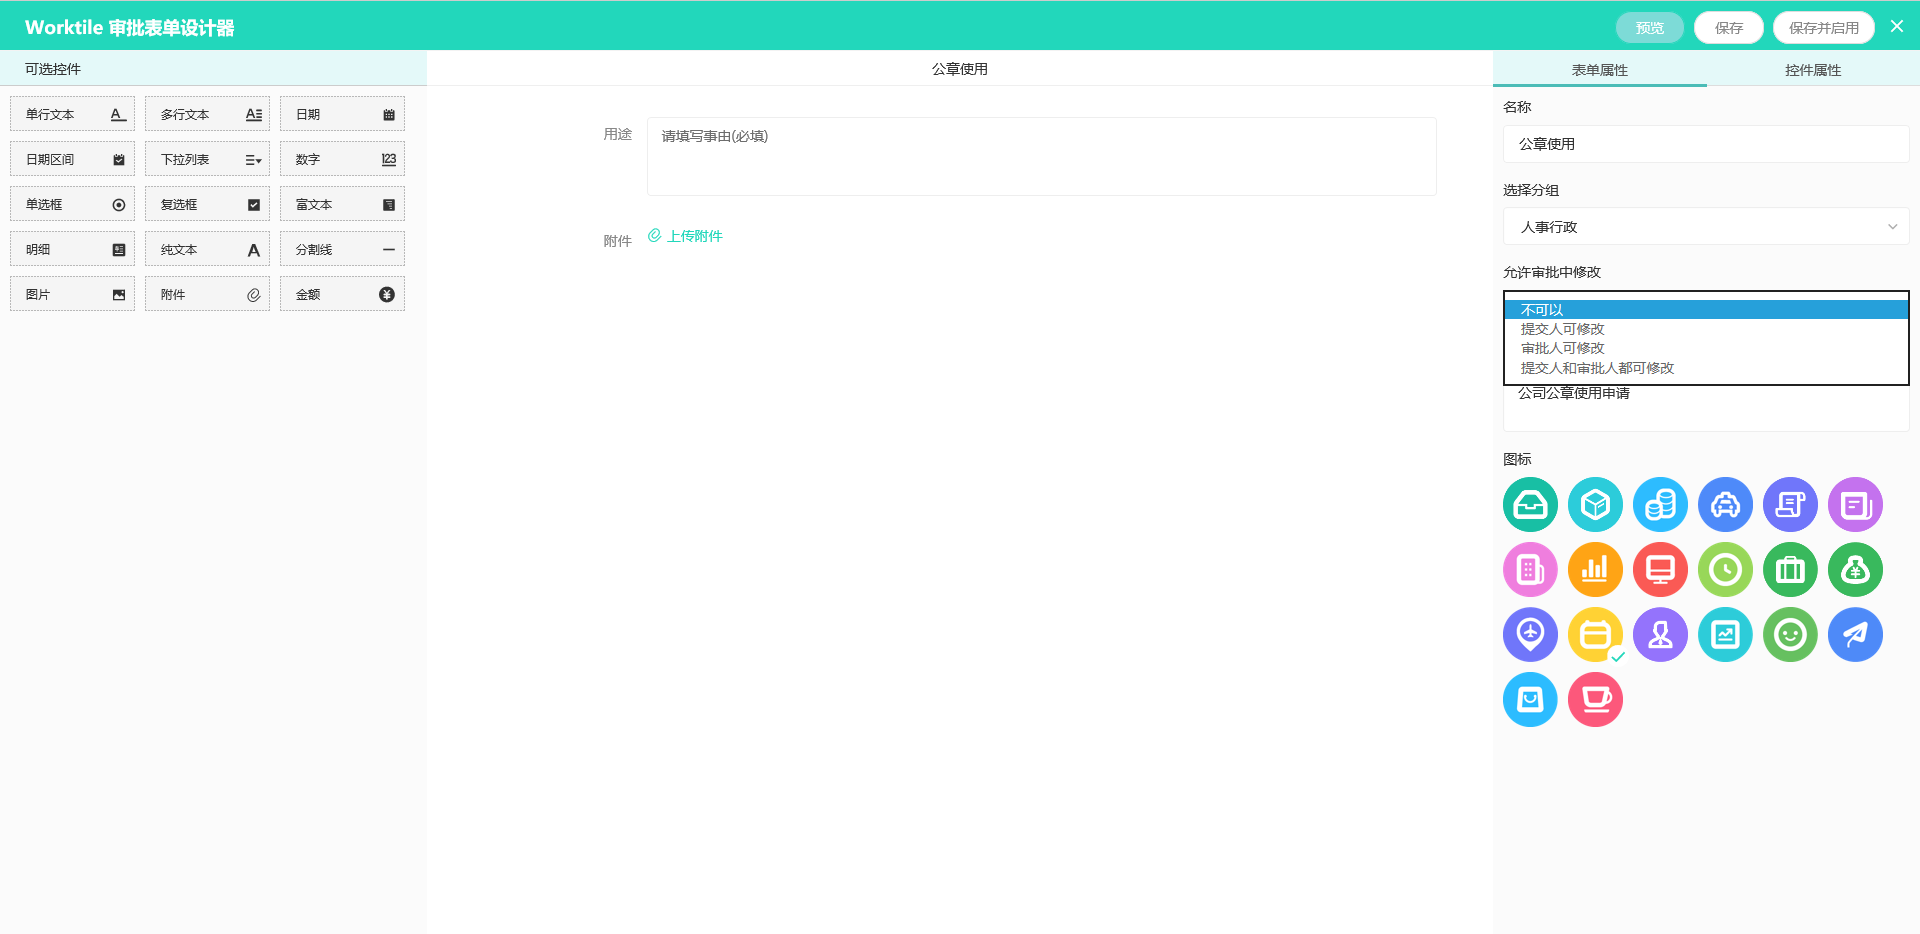 Worktile 审批表单设计器
预览 保存 保存并启用
可选控件
单行文本 多行文本 日期
日期区间 下拉列表 数字 123
单选框 复选框 富文本
明细 纯文本 分割线
图片 附件 金额
公章使用
用途 请填写事由(必填)
附件 上传附件
表单属性 控件属性
名称
公章使用
选择分组
人事行政
允许审批中修改
不可以
提交人可修改
审批人可修改
提交人和审批人都可修改
公司公章使用申请
图标